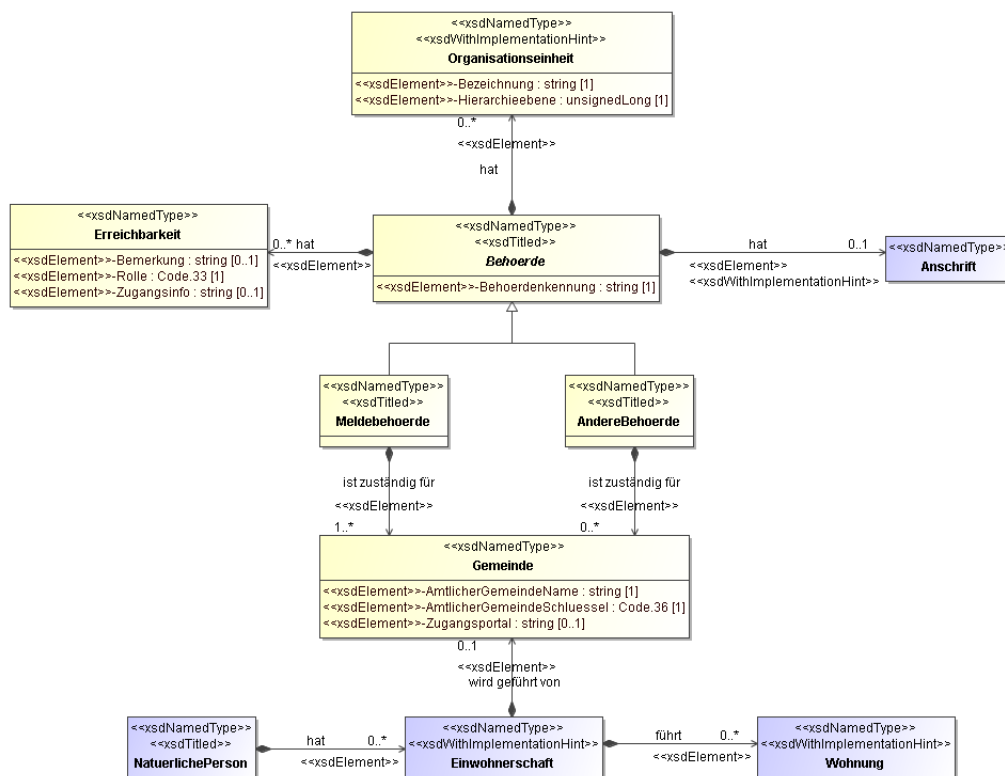 <<xsdNamedType>>
<<xsdWithImplementationHint>>
Organisationseinheit
<<xsdElement>>-Bezeichnung : string [1]
<<xsdElement>>-Hierarchieebene : unsignedLong [1]
0..*
<<xsdElement>>
hat
<<xsdNamedType>>
Erreichbarkeit
<<xsdElement>>-Bemerkung : string [0..1]
<<xsdElement>>-Rolle : Code.33 [1]
<<xsdElement>>-Zugangsinfo : string [0..1]
0..* hat
<<xsdElement>>
<<xsdNamedType>>
<<xsdTitled>>
Behoerde
<<xsdElement>>-Behoerdenkennung : string [1]
hat 0..1
<<xsdElement>>
<<xsdWithImplementationHint>>
<<xsdNamedType>>
Anschrift
<<xsdNamedType>>
<<xsdTitled>>
Meldebehoerde
<<xsdNamedType>>
<<xsdTitled>>
AndereBehoerde
ist zuständig für
<<xsdElement>>
1..*
ist zuständig für
<<xsdElement>>
0..*
<<xsdNamedType>>
Gemeinde
<<xsdElement>>-AmtlicherGemeindeName : string [1]
<<xsdElement>>-AmtlicherGemeindeSchluessel : Code.36 [1]
<<xsdElement>>-Zugangsportal : string [0..1]
0..1
<<xsdElement>>
wird geführt von
<<xsdNamedType>>
<<xsdTitled>>
NatuerlichePerson
hat 0..*
<<xsdElement>>
<<xsdNamedType>>
<<xsdWithImplementationHint>>
Einwohnerschaft
führt 0..*
<<xsdElement>>
<<xsdNamedType>>
<<xsdWithImplementationHint>>
Wohnung